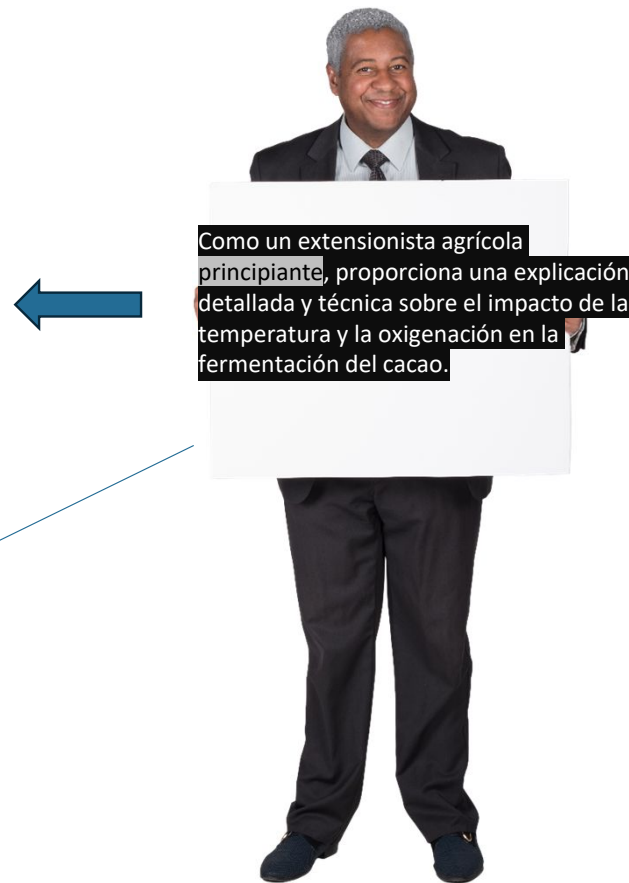 Como un extensionista agrícola
principiante, proporciona una explicación
detallada y técnica sobre el impacto de la
temperatura y la oxigenación en la
fermentación del cacao.